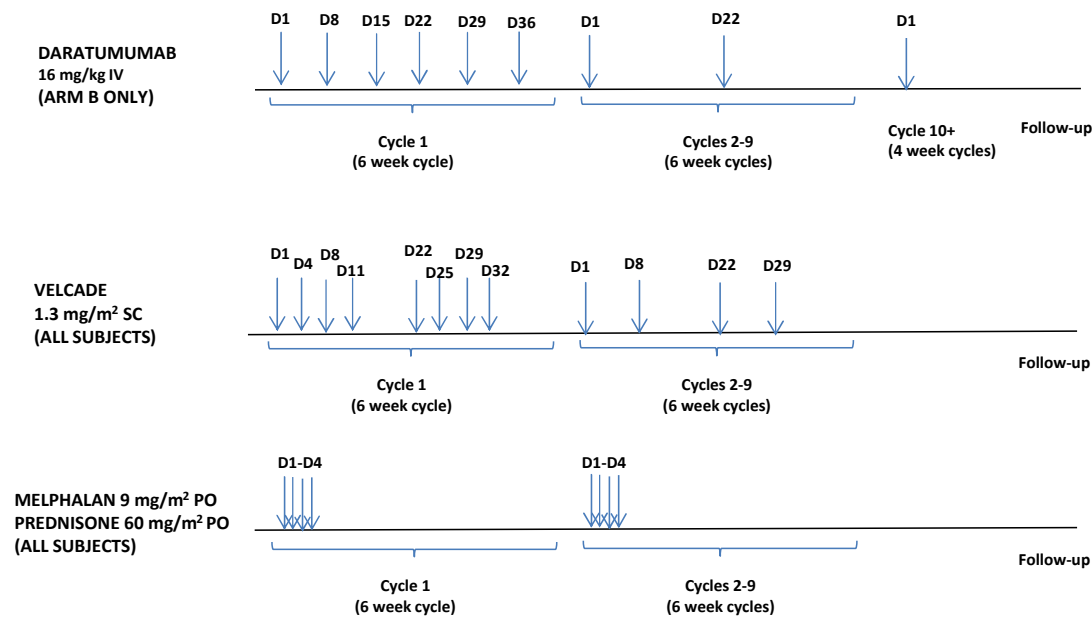 D1 D8 D15 D22 D29 D36 D1 D22 D1
DARATUMUMAB
16 mg/kg IV
(ARM B ONLY)
Cycle 1
(6 week cycle)
Cycles 2-9
(6 week cycles)
Cycle 10+
(4 week cycles)
Follow-up
D1 D4 D8 D11 D22 D25 D29 D32 D1 D8 D22 D29
VELCADE
1.3 mg/m² SC
(ALL SUBJECTS)
Cycle 1
(6 week cycle)
Cycles 2-9
(6 week cycles)
Follow-up
D1-D4 D1-D4
MELPHALAN 9 mg/m² PO
PREDNISONE 60 mg/m² PO
(ALL SUBJECTS)
Cycle 1
(6 week cycle)
Cycles 2-9
(6 week cycles)
Follow-up